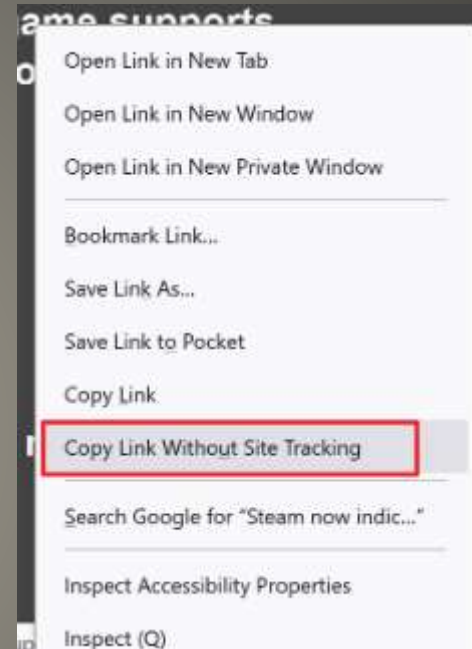 ame supports
Open Link in New Tab
Open Link in New Window
Open Link in New Private Window
Bookmark Link...
Save Link As...
Save Link to Pocket
Copy Link
Copy Link Without Site Tracking
Search Google for “Steam now indic...”
Inspect Accessibility Properties
Inspect (Q)